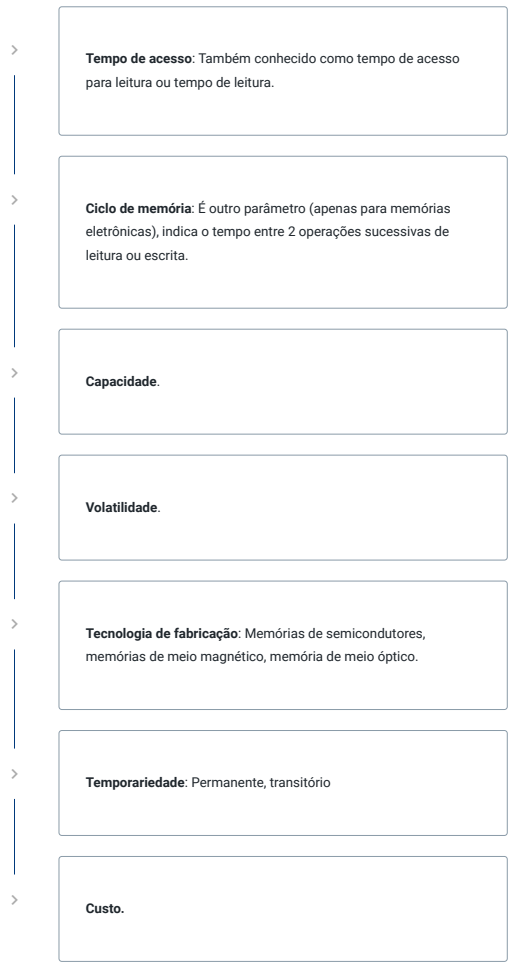 Tempo de acesso: Também conhecido como tempo de acesso
para leitura ou tempo de leitura.
Ciclo de memória: É outro parâmetro (apenas para memórias
eletrônicas), indica o tempo entre 2 operações sucessivas de
leitura ou escrita.
Capacidade.
Volatilidade.
Tecnologia de fabricação: Memórias de semicondutores,
memórias de meio magnético, memória de meio óptico.
Temporariedade: Permanente, transitório
Custo.